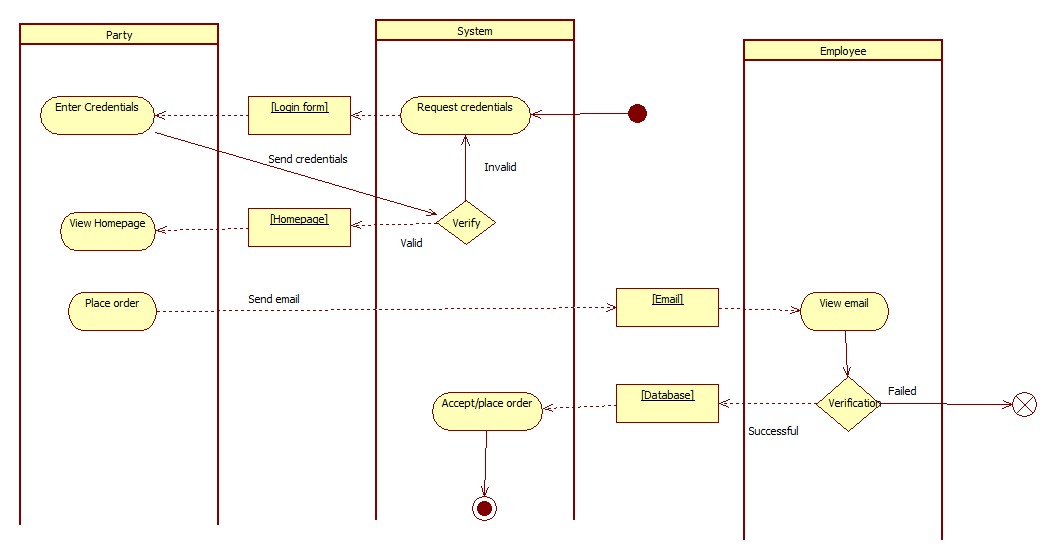 Party
System
Employee
Enter Credentials
[Login form]
Request credentials
Send credentials
Invalid
View Homepage
[Homepage]
Verify
Valid
Place order
Send email
[Email]
View email
Accept/place order
[Database]
Verification
Failed
Successful